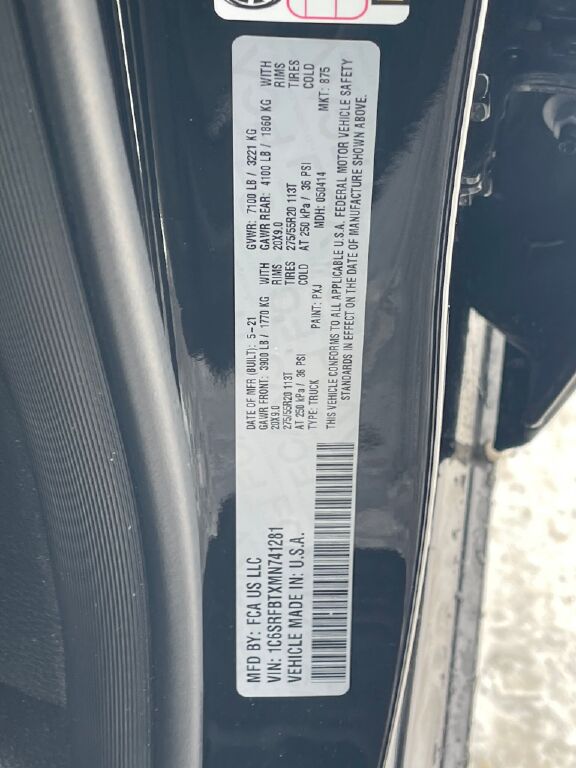 MFD BY: FCA US LLC
VIN: 1C6SRFBTXMN741281
VEHICLE MADE IN: U.S.A.
DATE OF MFR (BUILT): 5-21 GVWR: 7100 LB / 3221 KG
GAWR FRONT: 3900 LB / 1770 KG WITH GAWR REAR: 4100 LB / 1860 KG WITH
20X9.0 RIMS 20X9.0 RIMS
275/55R20 113T TIRES 275/55R20 113T TIRES
AT 250 kPa / 36 PSI COLD AT 250 kPa / 36 PSI COLD
TYPE: TRUCK PAINT: PXJ MDH: 050414 MKT: 875
THIS VEHICLE CONFORMS TO ALL APPLICABLE U.S.A. FEDERAL MOTOR VEHICLE SAFETY
STANDARDS IN EFFECT ON THE DATE OF MANUFACTURE SHOWN ABOVE.